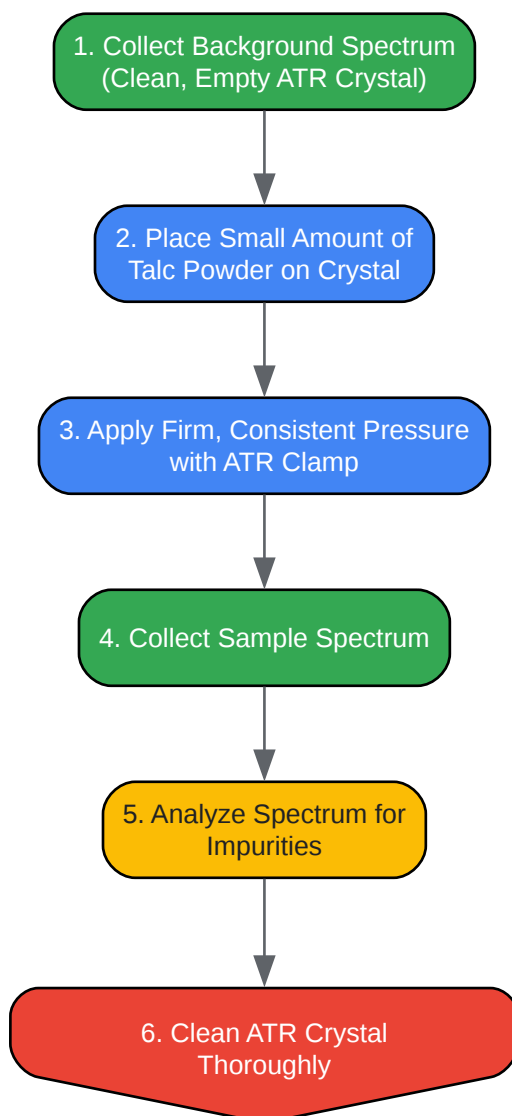 1. Collect Background Spectrum
(Clean, Empty ATR Crystal)
2. Place Small Amount of
Talc Powder on Crystal
3. Apply Firm, Consistent Pressure
with ATR Clamp
4. Collect Sample Spectrum
5. Analyze Spectrum for
Impurities
6. Clean ATR Crystal
Thoroughly